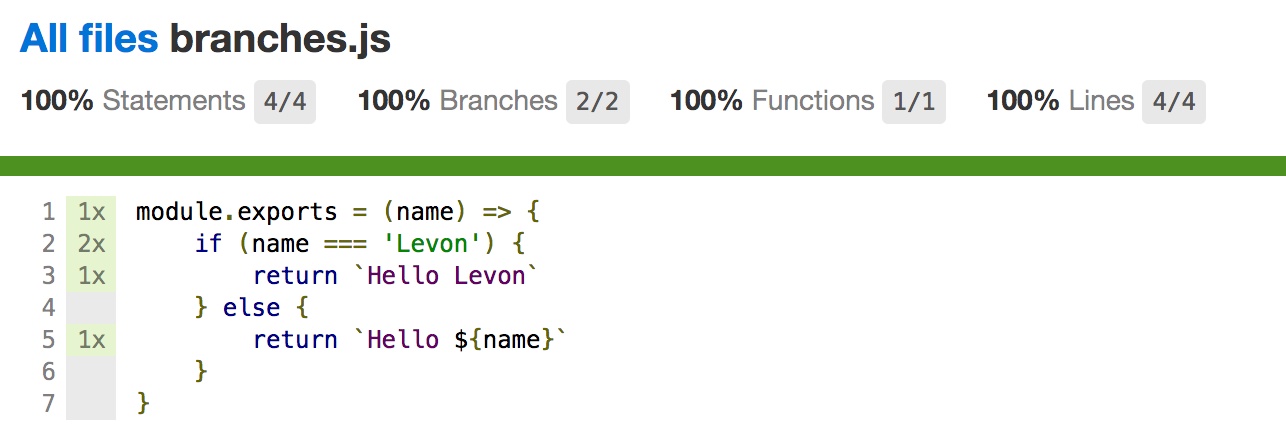 All files branches.js
100% Statements 4/4 100% Branches 2/2 100% Functions 1/1 100% Lines 4/4
1 1x module.exports = (name) => {
2 2x     if (name === 'Levon') {
3 1x         return `Hello Levon`
4     } else {
5 1x         return `Hello ${name}`
6     }
7 }